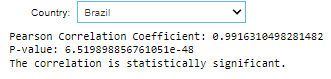 Country: Brazil
Pearson Correlation Coefficient: 0.9916310498281482
P-value: 6.519898856761051e-48
The correlation is statistically significant.